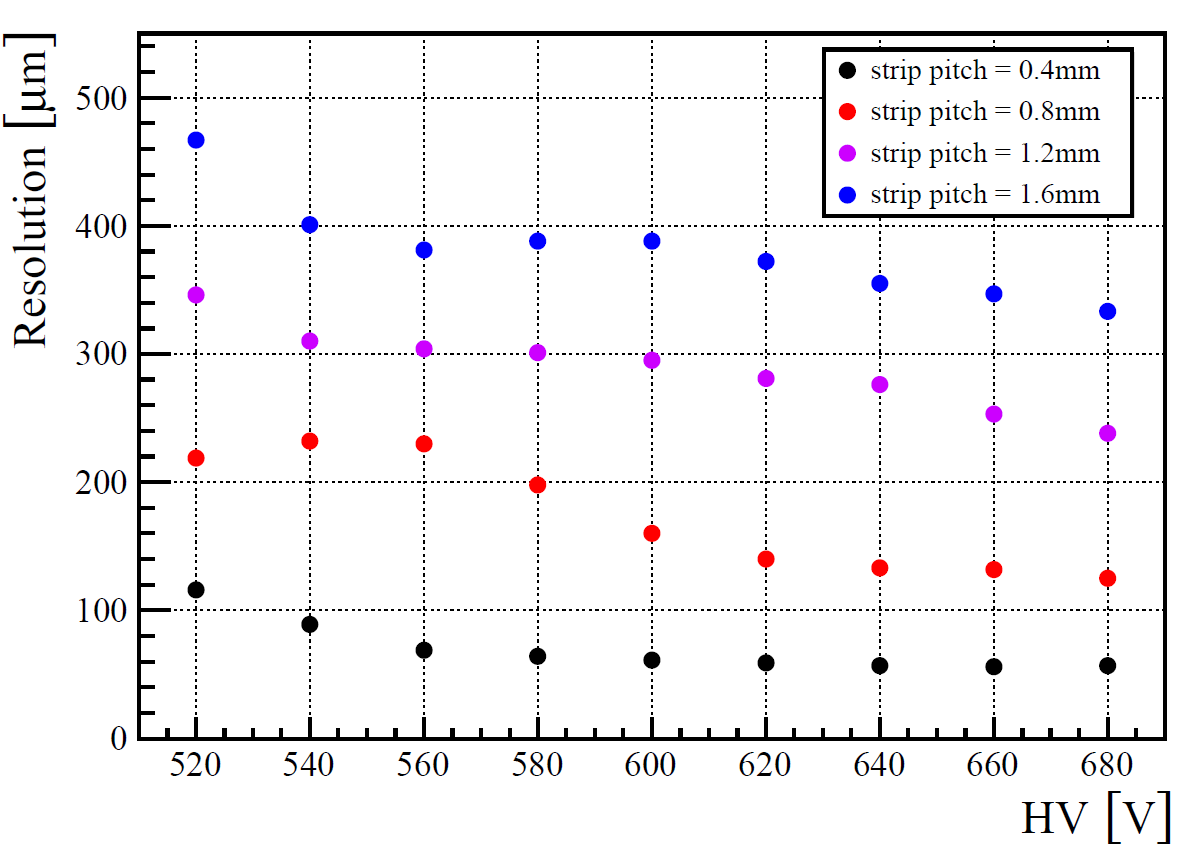 Resolution [μm]
500
400
300
200
100
0
strip pitch = 0.4mm
strip pitch = 0.8mm
strip pitch = 1.2mm
strip pitch = 1.6mm
520 540 560 580 600 620 640 660 680
HV [V]